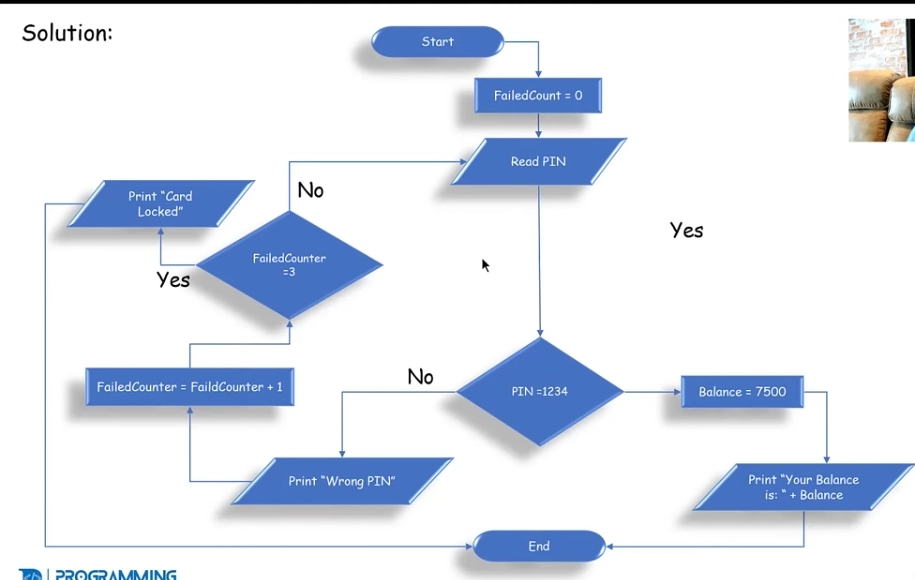 Solution:
Start
FailedCount = 0
Read PIN
No
Print "Card
Locked"
Yes
FailedCounter
=3
Yes
FailedCounter = FaildCounter + 1
No
PIN =1234
Balance = 7500
Print "Wrong PIN"
Print "Your Balance
is: " + Balance
End
PROGRAMMING